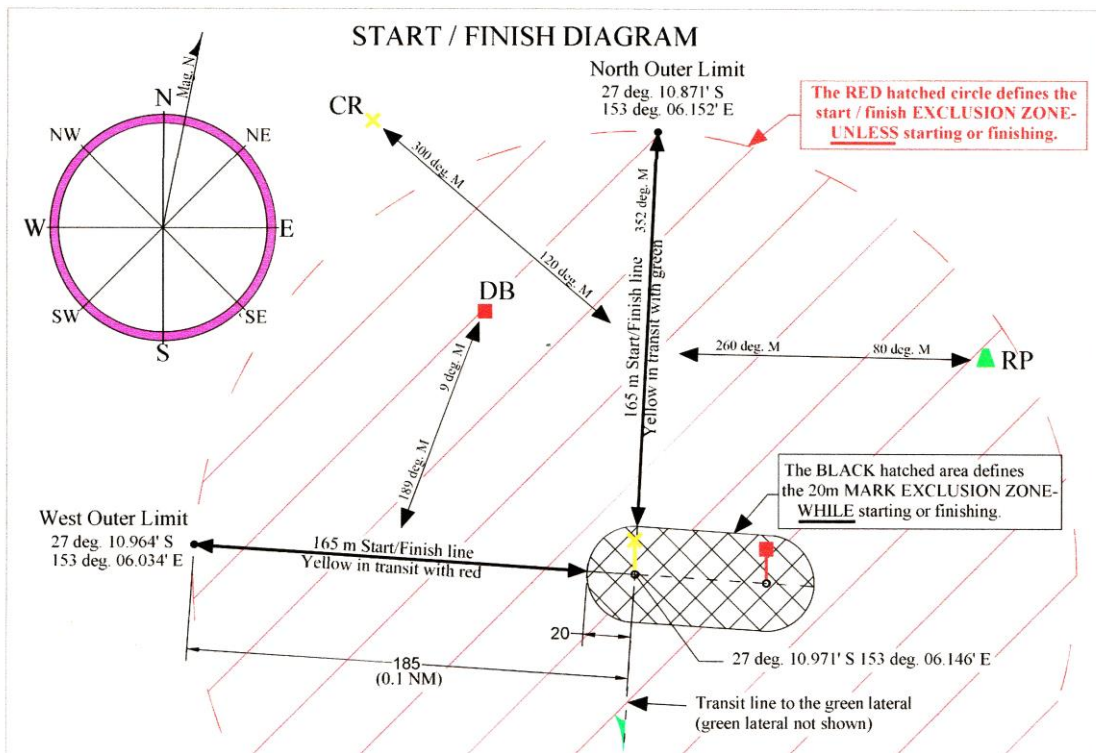 START / FINISH DIAGRAM
Mag. N
N
NW
NE
W
E
SW
SE
S
CR
300 deg. M
120 deg. M
North Outer Limit
27 deg. 10.871' S
153 deg. 06.152' E
The RED hatched circle defines the
start / finish EXCLUSION ZONE-
UNLESS starting or finishing.
352 deg. M
165 m Start/Finish line
Yellow in transit with green
DB
9 deg. M
189 deg. M
260 deg. M
80 deg. M
RP
The BLACK hatched area defines
the 20m MARK EXCLUSION ZONE-
WHILE starting or finishing.
West Outer Limit
27 deg. 10.964' S
153 deg. 06.034' E
165 m Start/Finish line
Yellow in transit with red
20
185
(0.1 NM)
27 deg. 10.971' S 153 deg. 06.146' E
Transit line to the green lateral
(green lateral not shown)